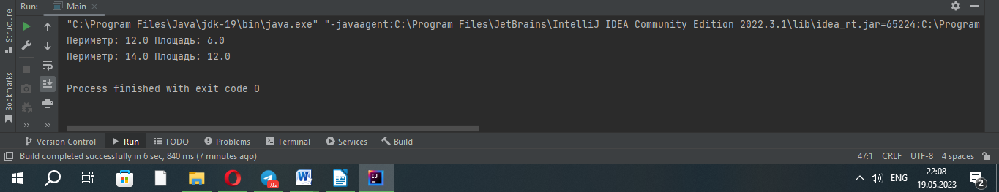 Run: Main
Structure
Bookmarks
"C:\Program Files\Java\jdk-19\bin\java.exe" "-javaagent:C:\Program Files\JetBrains\IntelliJ IDEA Community Edition 2022.3.1\lib\idea_rt.jar=65224:C:\Program
Периметр: 12.0 Площадь: 6.0
Периметр: 14.0 Площадь: 12.0
Process finished with exit code 0
Version Control Run TODO Problems Terminal Services Build
Build completed successfully in 6 sec, 840 ms (7 minutes ago) 47:1 CRLF UTF-8 4 spaces
.02 W IJ ENG 22:08
19.05.2023 2